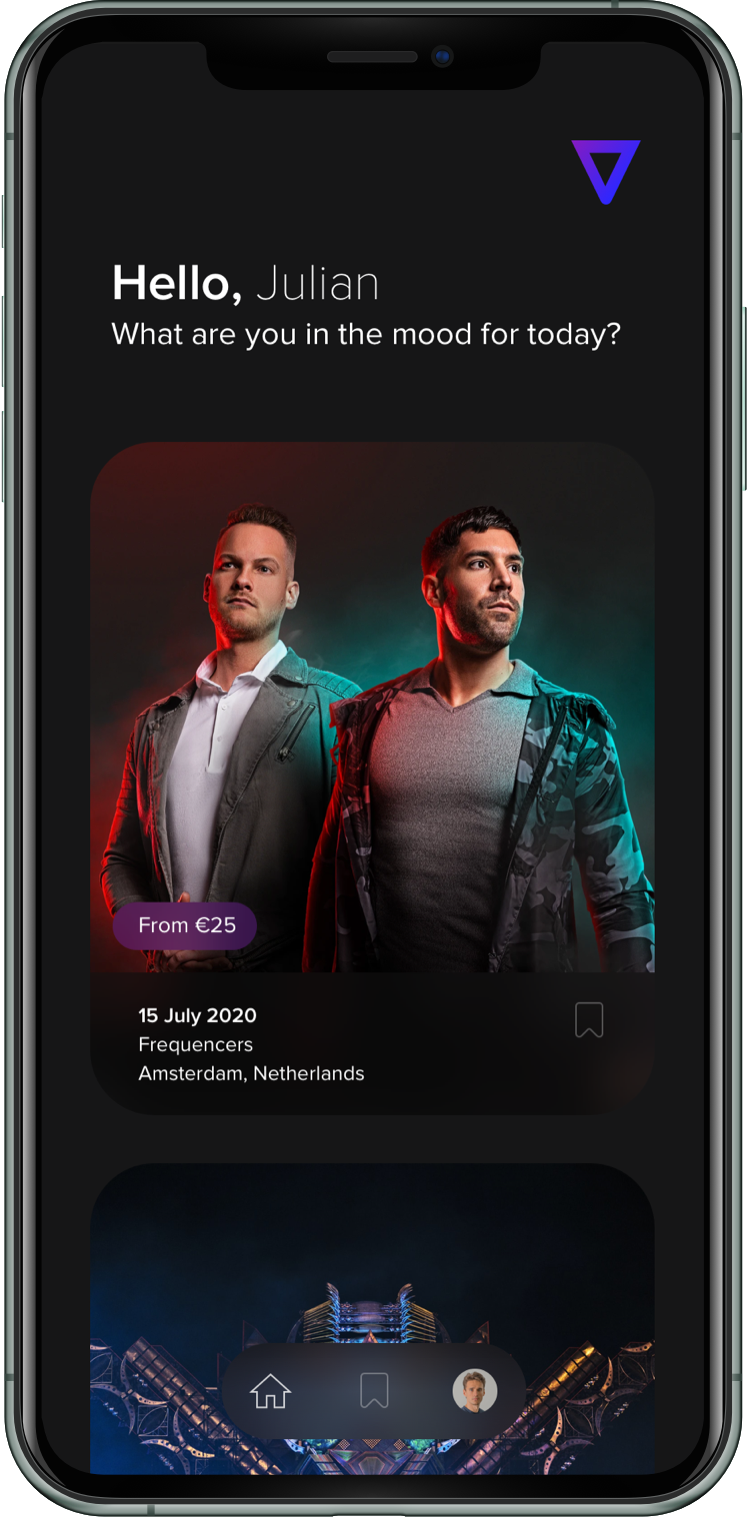 Hello, Julian
What are you in the mood for today?
From €25
15 July 2020
Frequencers
Amsterdam, Netherlands